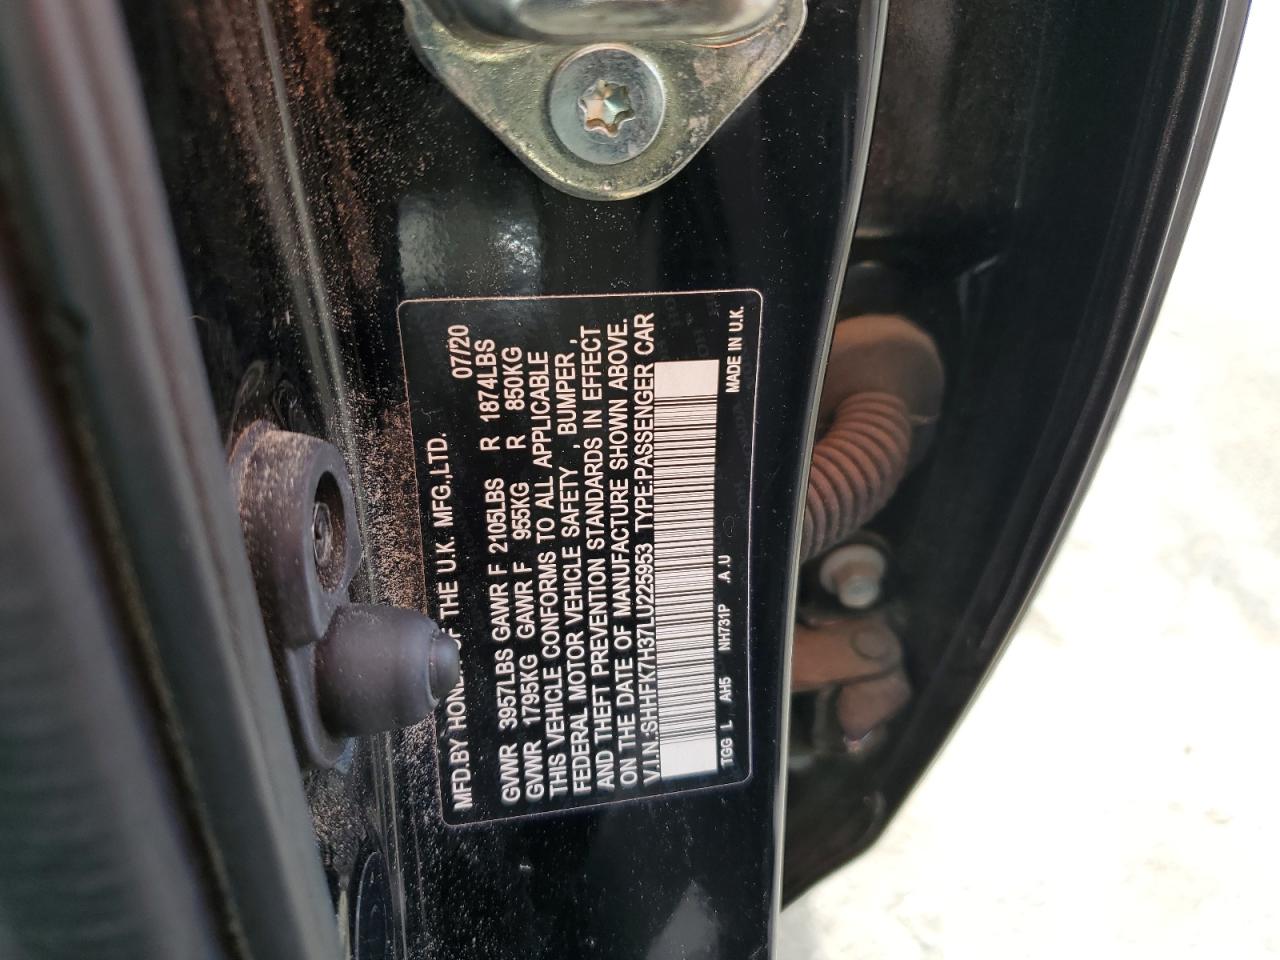 MFD.BY HONDA OF THE U.K. MFG.,LTD. 07/20
GVWR 3957LBS GAWR F 2105LBS R 1874LBS
GVWR 1795KG GAWR F 955KG R 850KG
THIS VEHICLE CONFORMS TO ALL APPLICABLE
FEDERAL MOTOR VEHICLE SAFETY , BUMPER ,
AND THEFT PREVENTION STANDARDS IN EFFECT
ON THE DATE OF MANUFACTURE SHOWN ABOVE.
V.I.N.:SHHFK7H37LU225953 TYPE:PASSENGER CAR
TGG L AH5 NH731P A.U MADE IN U.K.